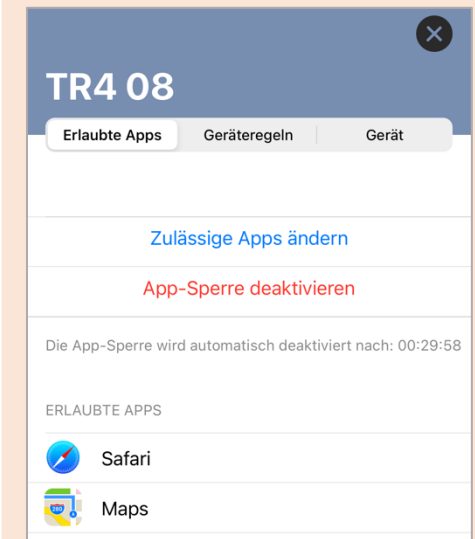 TR4 08
Erlaubte Apps Geräteregeln Gerät
Zulässige Apps ändern
App-Sperre deaktivieren
Die App-Sperre wird automatisch deaktiviert nach: 00:29:58
ERLAUBTE APPS
Safari
280
Maps